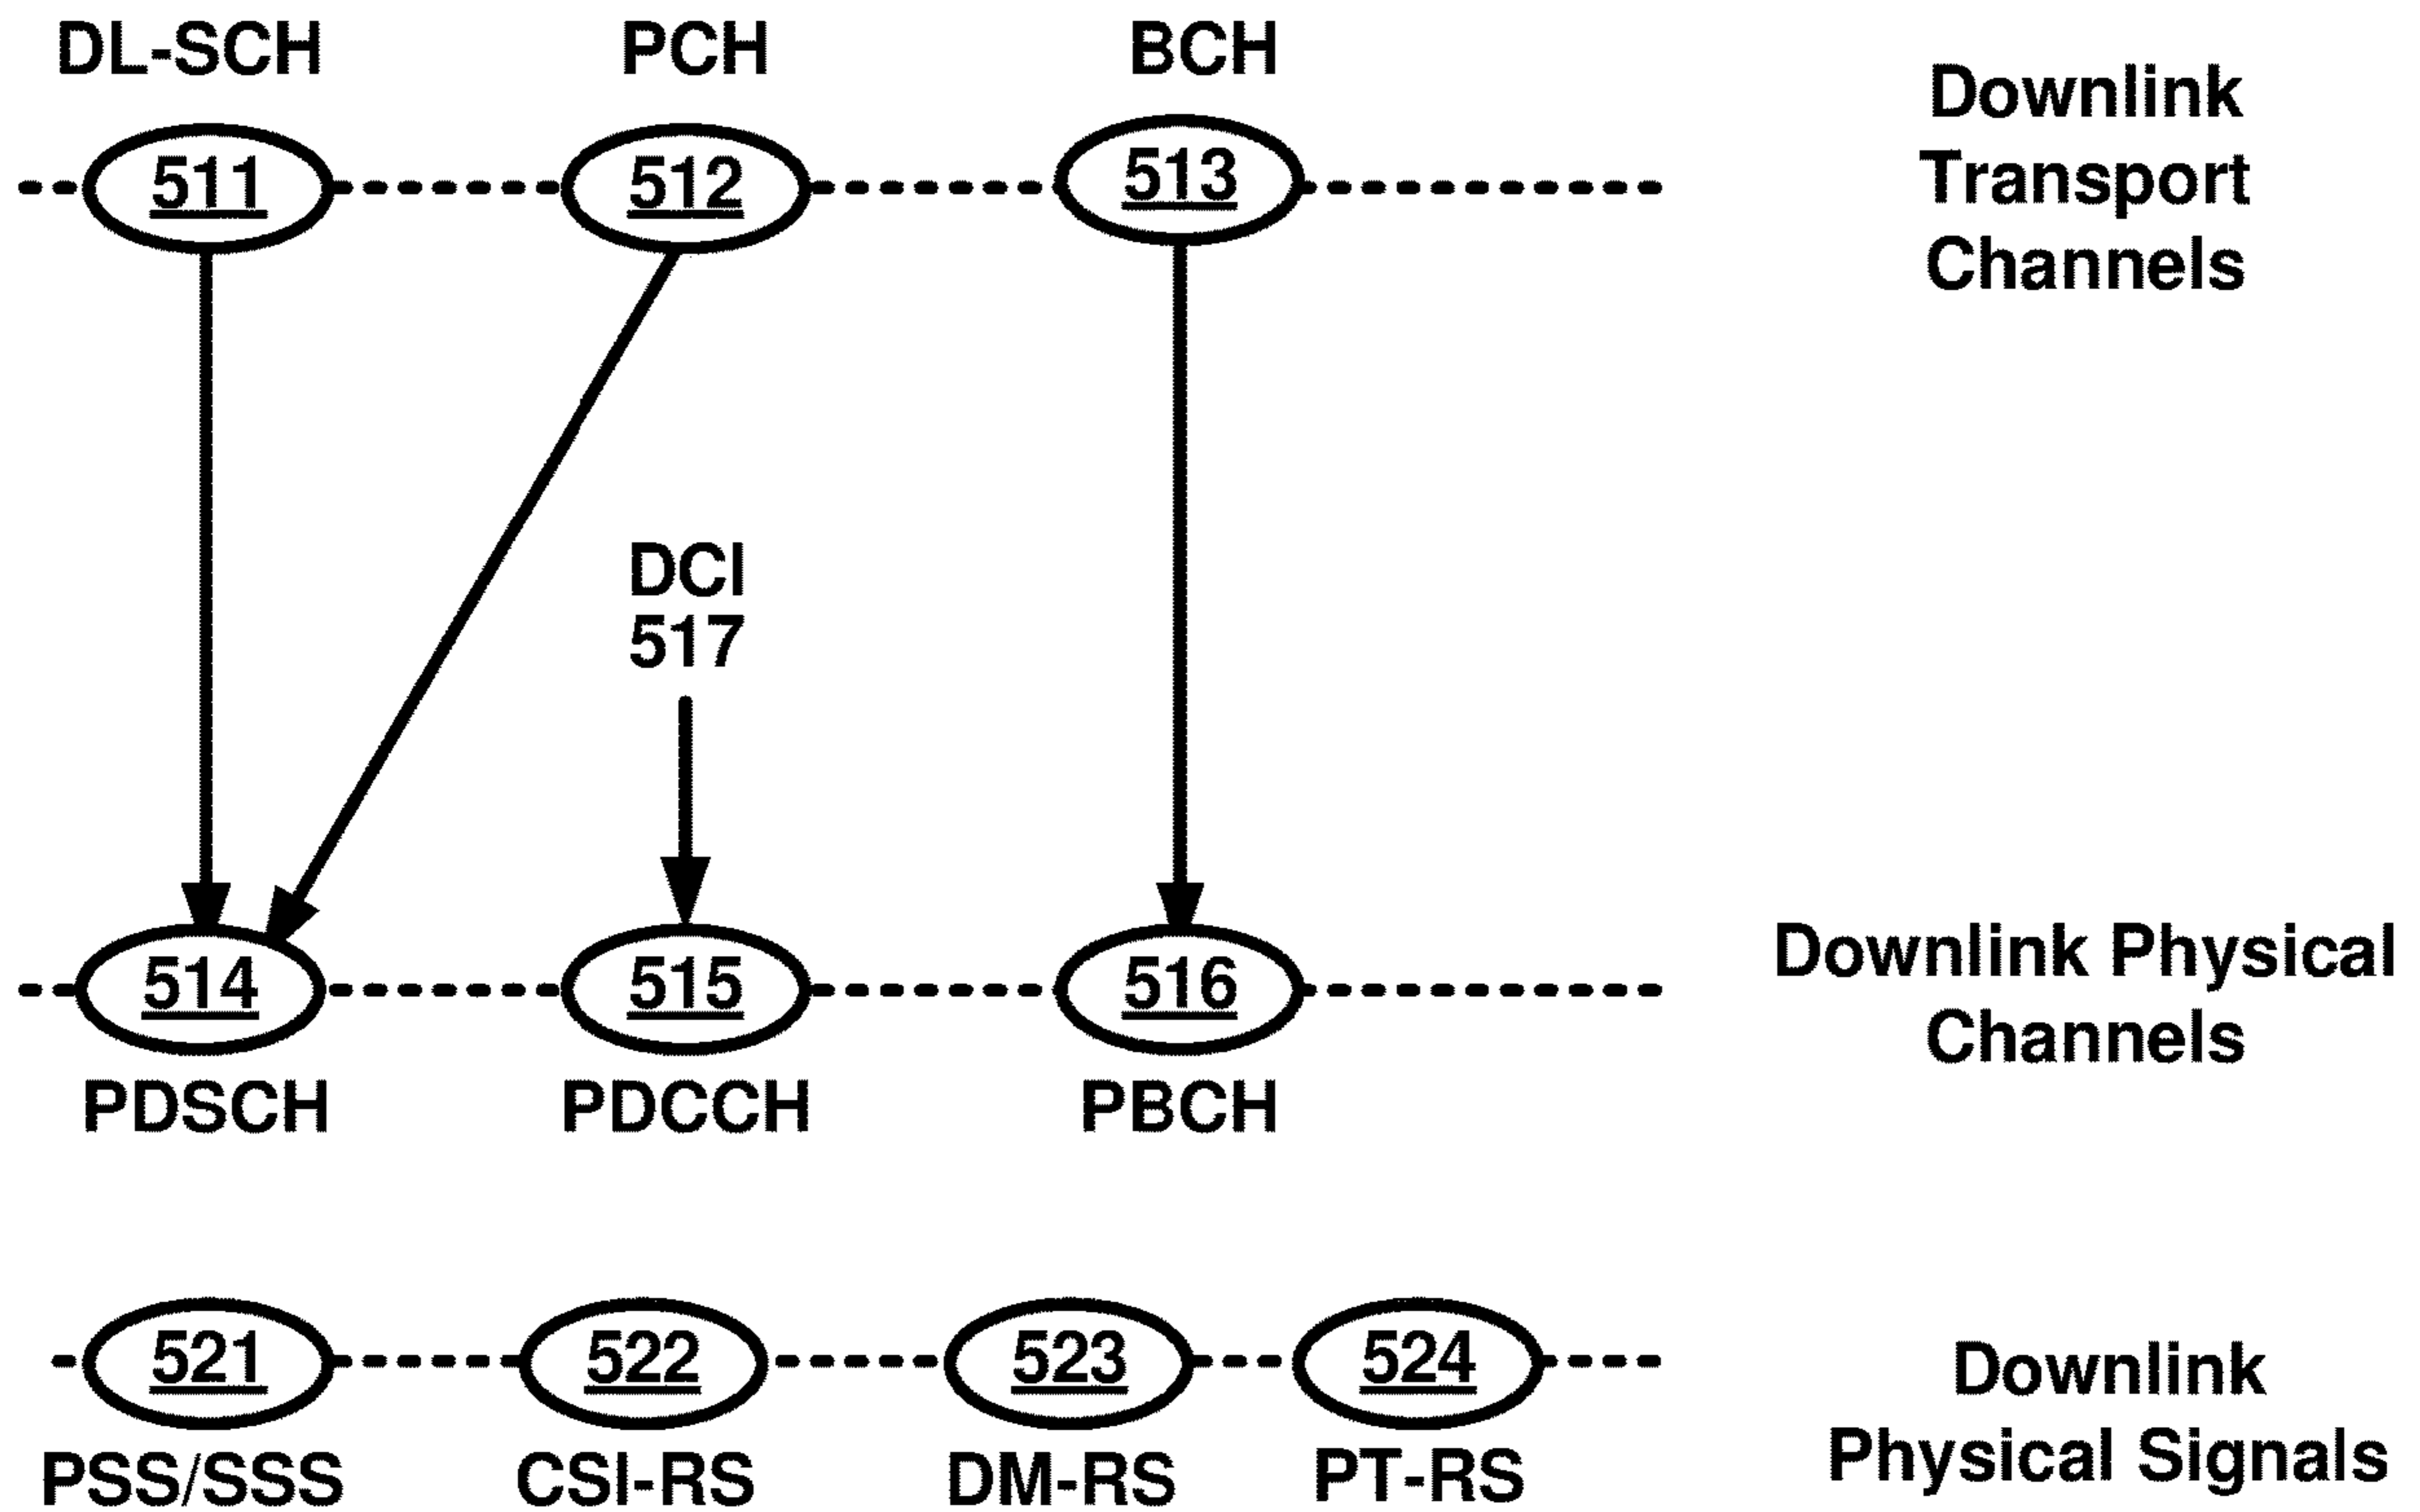 DL-SCH
PCH
BCH
511
512
513
Downlink
Transport
Channels
DCI
517
514
515
516
PDSCH
PDCCH
PBCH
Downlink Physical
Channels
521
522
523
524
PSS/SSS
CSI-RS
DM-RS
PT-RS
Downlink
Physical Signals